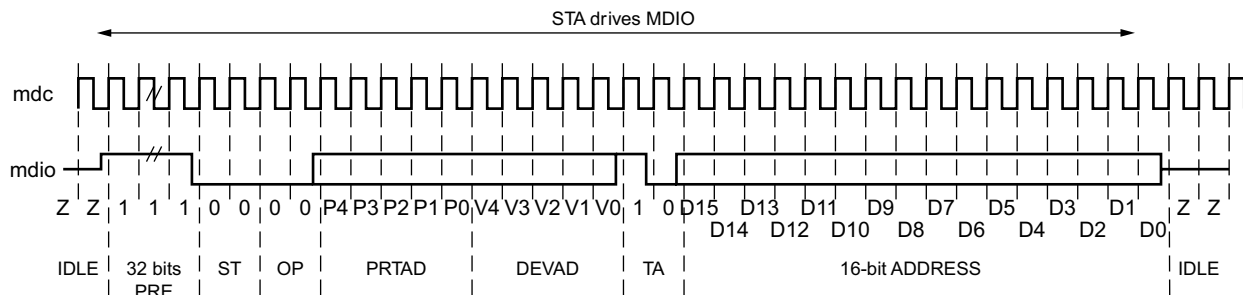 STA drives MDIO
mdc
mdio
Z Z 1 1 1 0 0 0 0 P4 P3 P2 P1 P0 V4 V3 V2 V1 V0 1 0 D15 D13 D11 D9 D7 D5 D3 D1 Z Z
D14 D12 D10 D8 D6 D4 D2 D0
IDLE 32 bits ST OP PRTAD DEVAD TA 16-bit ADDRESS IDLE
PRE